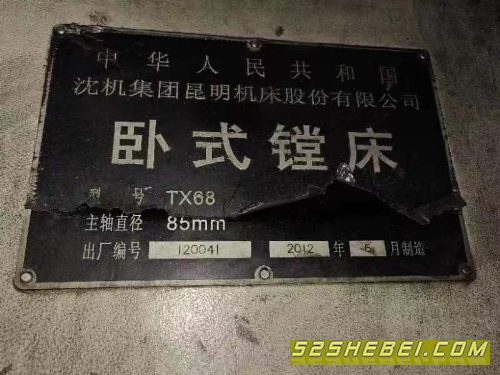 中华人民共和国
沈机集团昆明机床股份有限公司
卧式镗床
型号 TX68
主轴直径 85mm
出厂编号 120041 2012 年 6 月制造
52SHEBEI.COM